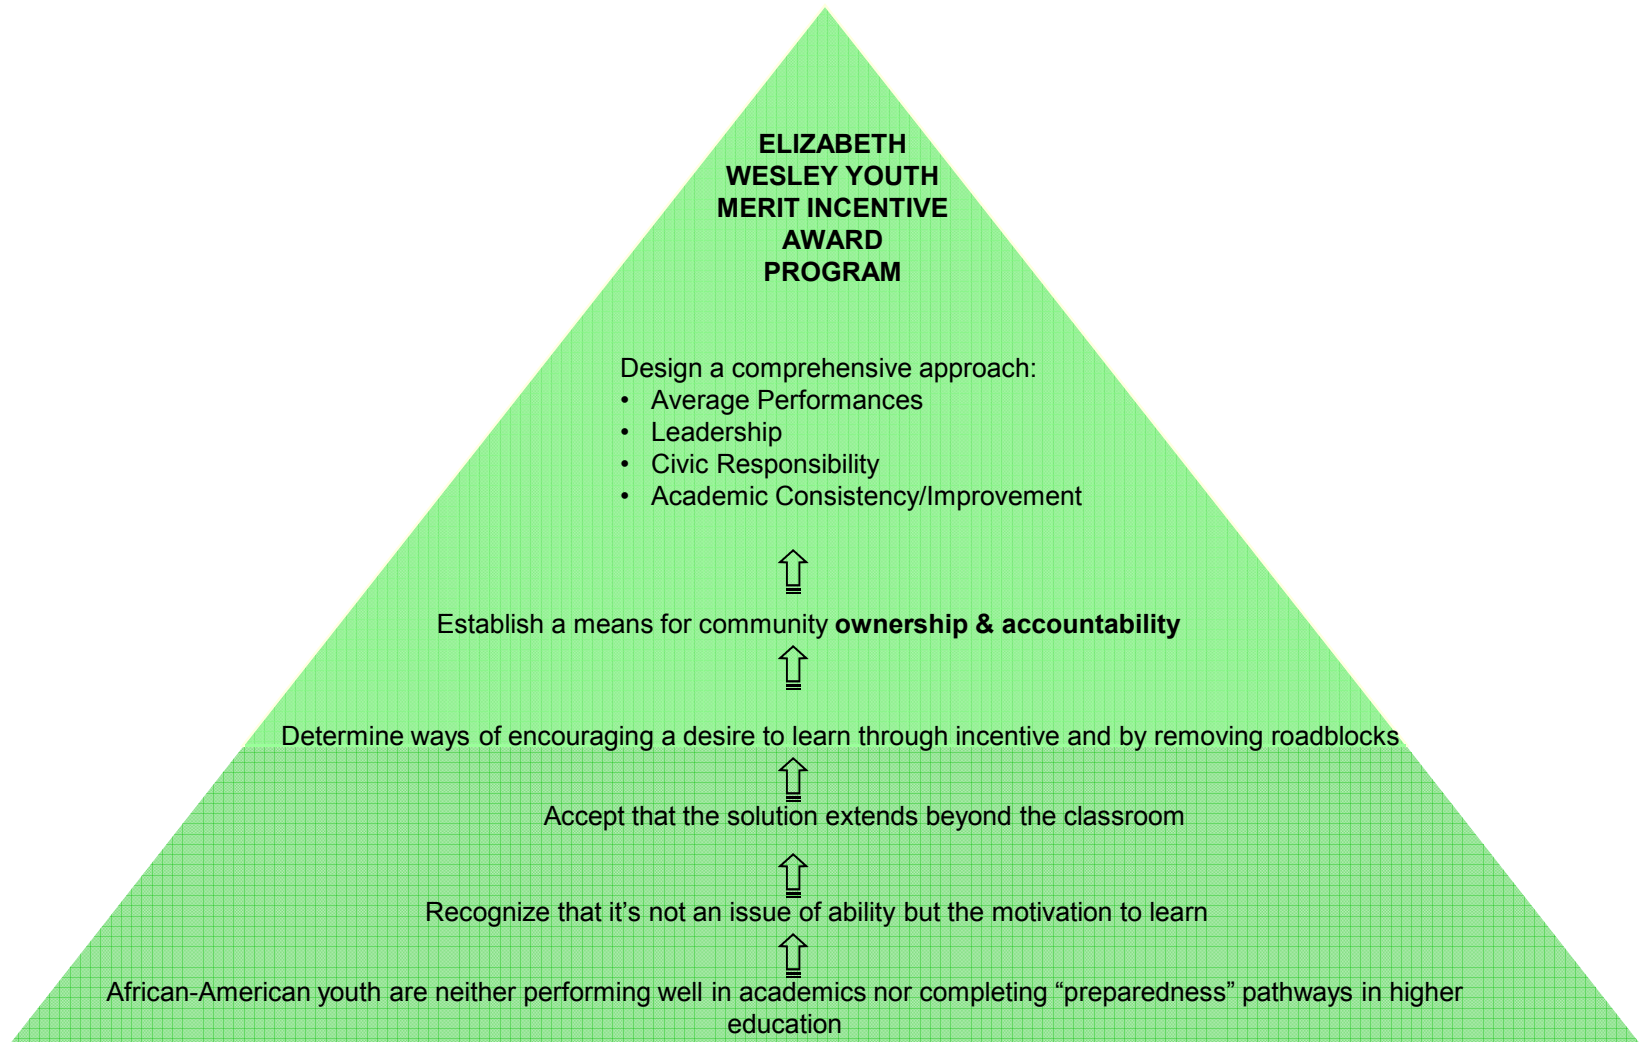 ELIZABETH
WESLEY YOUTH
MERIT INCENTIVE
AWARD
PROGRAM
Design a comprehensive approach:
• Average Performances
• Leadership
• Civic Responsibility
• Academic Consistency/Improvement
Establish a means for community ownership & accountability
Determine ways of encouraging a desire to learn through incentive and by removing roadblocks
Accept that the solution extends beyond the classroom
Recognize that it’s not an issue of ability but the motivation to learn
African-American youth are neither performing well in academics nor completing “preparedness” pathways in higher
education